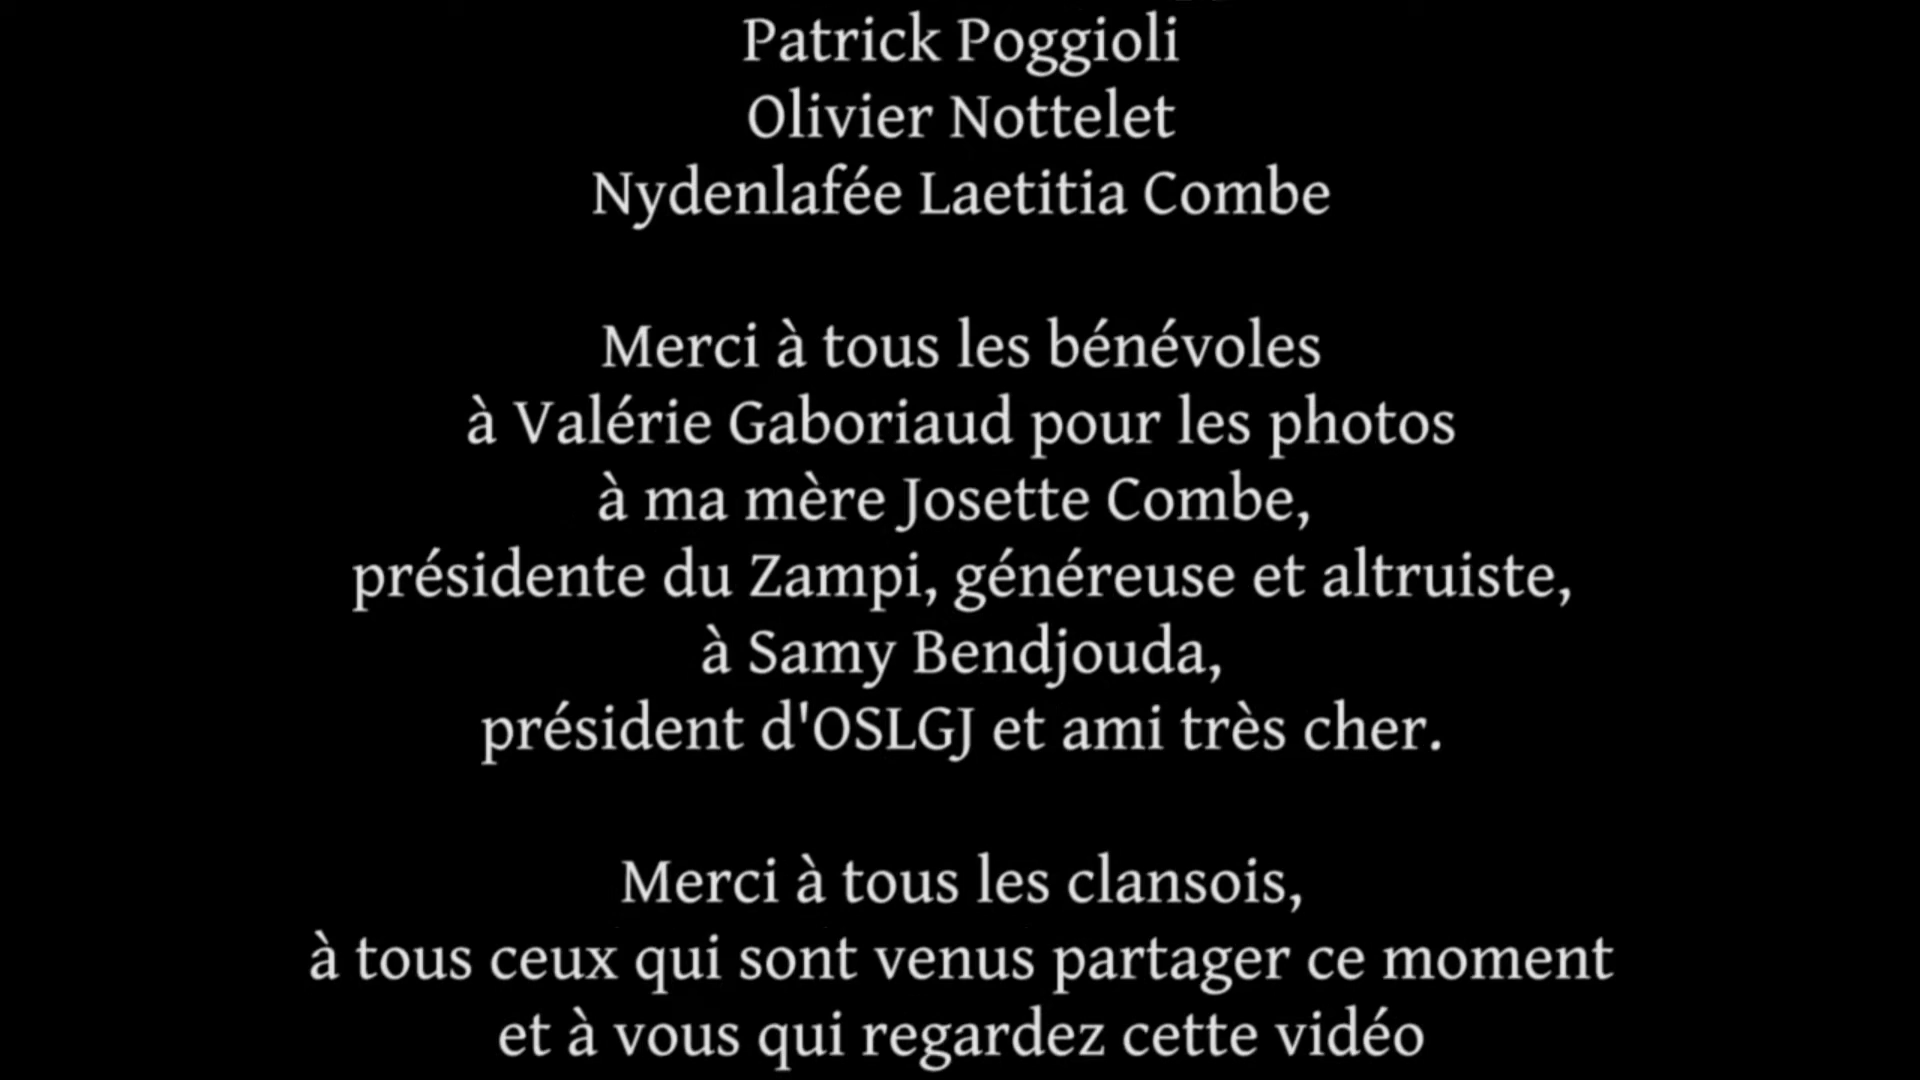 Patrick Poggioli
Olivier Nottelet
Nydenlafée Laetitia Combe
Merci à tous les bénévoles
à Valérie Gaboriaud pour les photos
à ma mère Josette Combe,
présidente du Zampi, généreuse et altruiste,
à Samy Bendjouda,
président d'OSLGJ et ami très cher.
Merci à tous les clansois,
à tous ceux qui sont venus partager ce moment
et à vous qui regardez cette vidéo